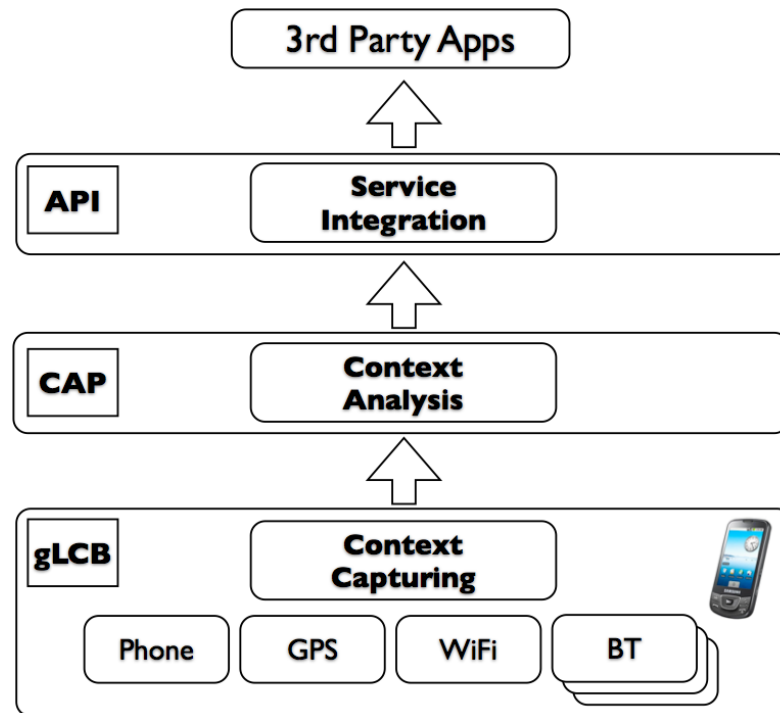 3rd Party Apps
API
Service
Integration
CAP
Context
Analysis
gLCB
Context
Capturing
Phone
GPS
WiFi
BT